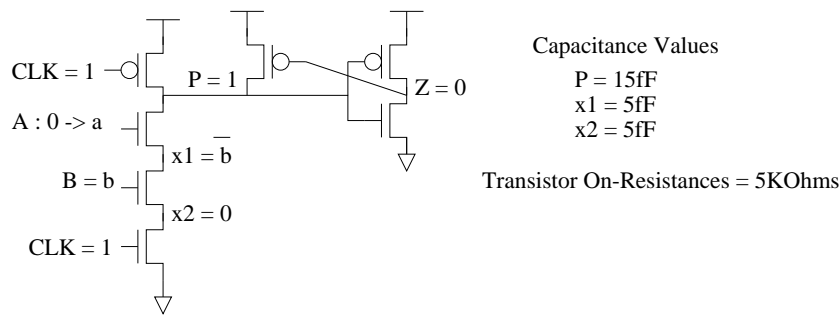 CLK = 1
P = 1
Z = 0
A : 0 -> a
x1 = b̅
B = b
x2 = 0
CLK = 1
Capacitance Values
P = 15fF
x1 = 5fF
x2 = 5fF
Transistor On-Resistances = 5KOhms